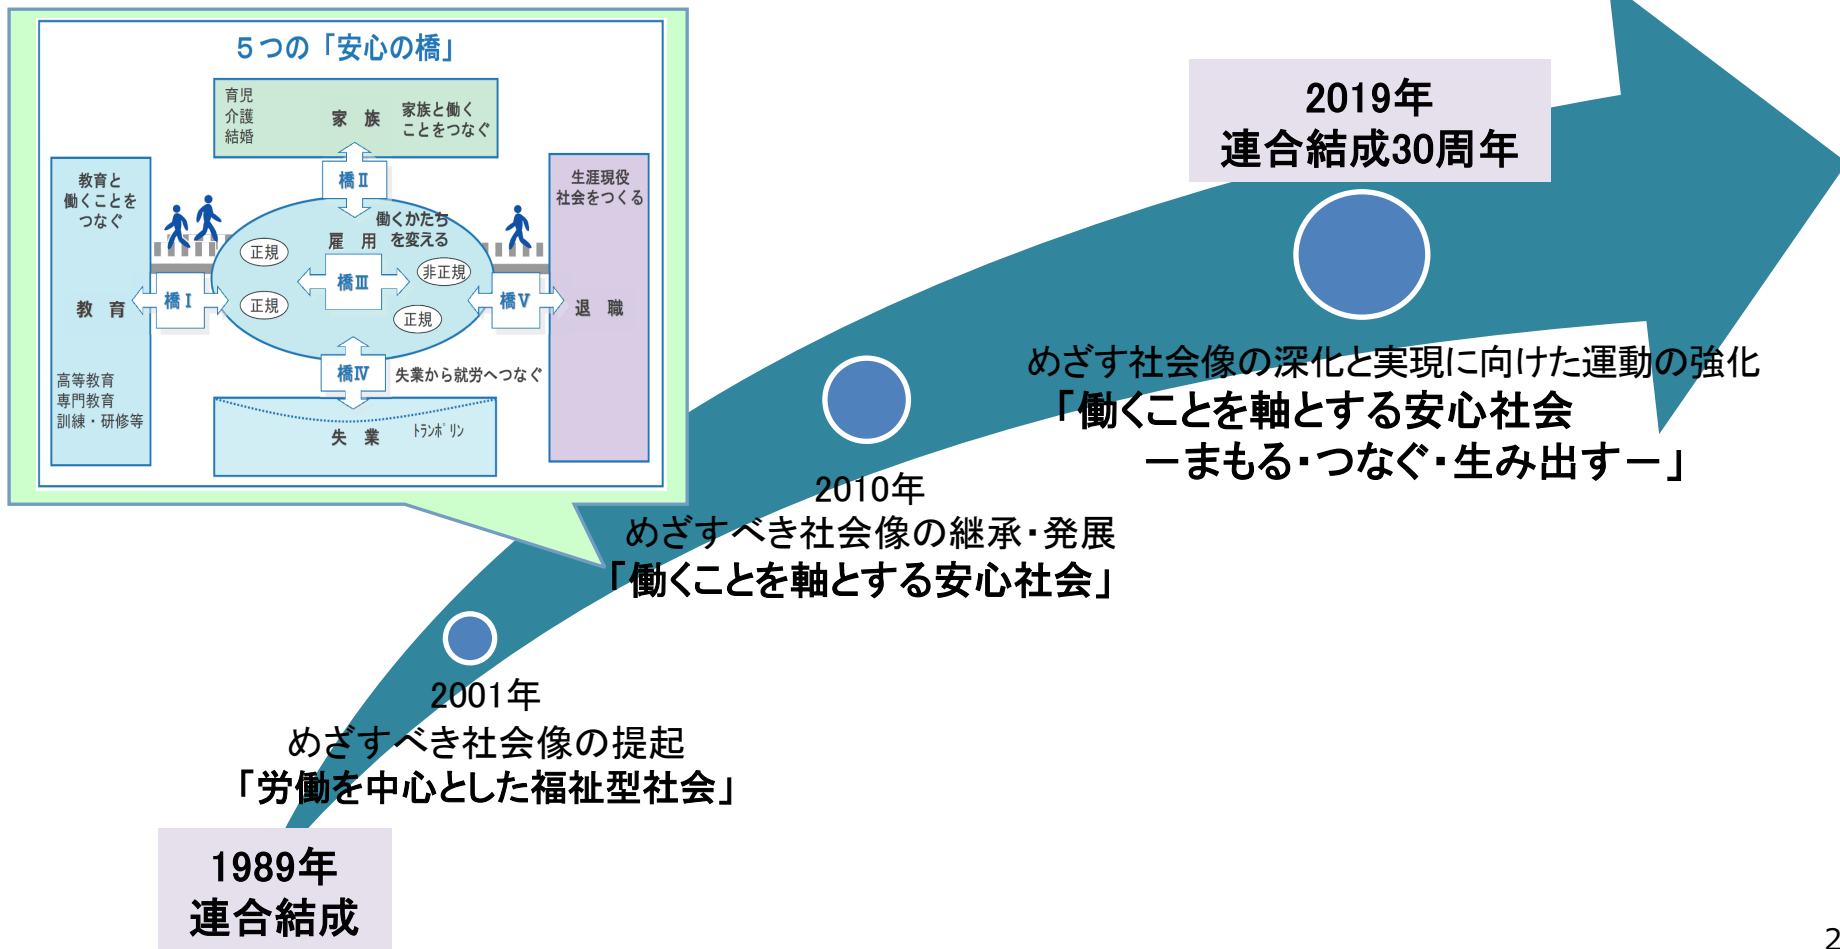 5つの「安心の橋」
育児
介護
結婚
家 族
家族と働く
ことをつなぐ
教育と
働くことを
つなぐ
橋Ⅱ
生涯現役
社会をつくる
働くかたち
を変える
雇 用
正規
橋Ⅲ
非正規
教 育
橋Ⅰ
正規
正規
橋Ⅴ
退 職
橋Ⅳ
失業から就労へつなぐ
高等教育
専門教育
訓練・研修等
失 業
トランポリン
2019年
連合結成30周年
めざす社会像の深化と実現に向けた運動の強化
「働くことを軸とする安心社会
－まもる・つなぐ・生み出す－」
2010年
めざすべき社会像の継承・発展
「働くことを軸とする安心社会」
2001年
めざすべき社会像の提起
「労働を中心とした福祉型社会」
1989年
連合結成
2